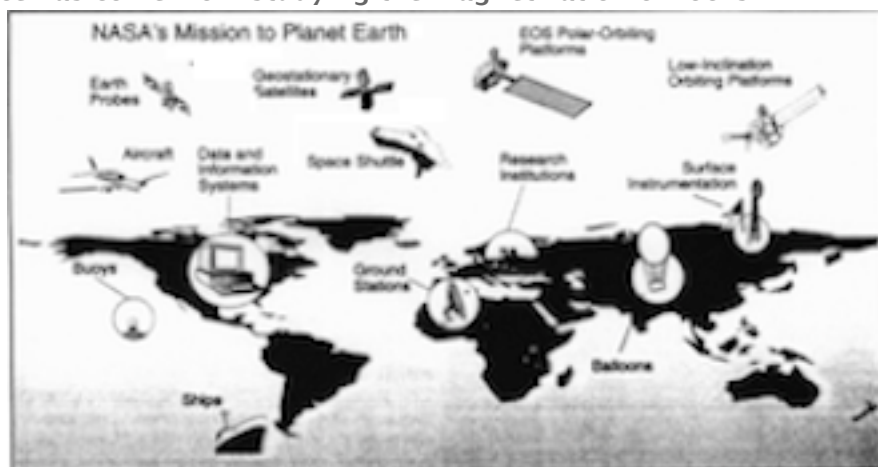 NASA's Mission to Planet Earth
EOS Polar-Orbiting
Platforms
Earth
Probes
Geostationary
Satellites
Low-Inclination
Orbiting Platforms
Aircraft
Data and
Information
Systems
Space Shuttle
Research
Institutions
Surface
Instrumentation
Buoys
Ground
Stations
Balloons
Ships